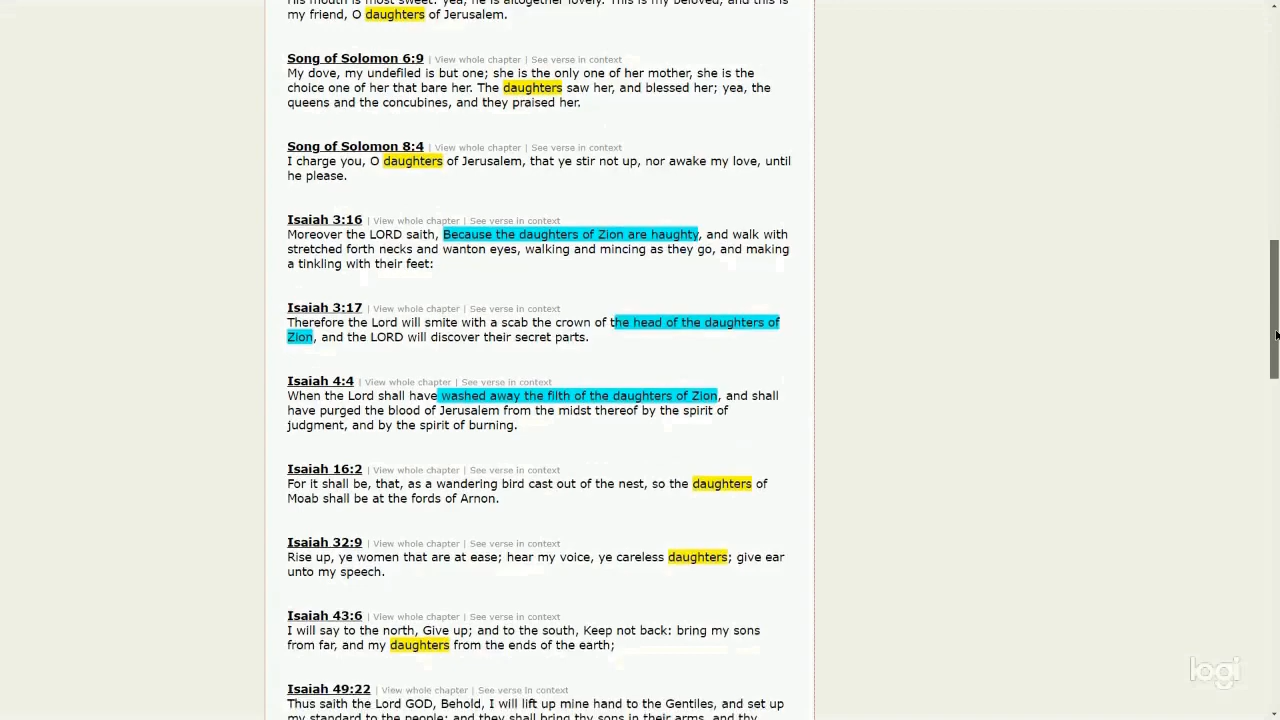 His mouth is most sweet: yea, he is altogether lovely. This is my beloved, and this is
my friend, O daughters of Jerusalem.
Song of Solomon 6:9 | View whole chapter | See verse in context
My dove, my undefiled is but one; she is the only one of her mother, she is the
choice one of her that bare her. The daughters saw her, and blessed her; yea, the
queens and the concubines, and they praised her.
Song of Solomon 8:4 | View whole chapter | See verse in context
I charge you, O daughters of Jerusalem, that ye stir not up, nor awake my love, until
he please.
Isaiah 3:16 | View whole chapter | See verse in context
Moreover the LORD saith, Because the daughters of Zion are haughty, and walk with
stretched forth necks and wanton eyes, walking and mincing as they go, and making
a tinkling with their feet:
Isaiah 3:17 | View whole chapter | See verse in context
Therefore the Lord will smite with a scab the crown of the head of the daughters of
Zion, and the LORD will discover their secret parts.
Isaiah 4:4 | View whole chapter | See verse in context
When the Lord shall have washed away the filth of the daughters of Zion, and shall
have purged the blood of Jerusalem from the midst thereof by the spirit of
judgment, and by the spirit of burning.
Isaiah 16:2 | View whole chapter | See verse in context
For it shall be, that, as a wandering bird cast out of the nest, so the daughters of
Moab shall be at the fords of Arnon.
Isaiah 32:9 | View whole chapter | See verse in context
Rise up, ye women that are at ease; hear my voice, ye careless daughters; give ear
unto my speech.
Isaiah 43:6 | View whole chapter | See verse in context
I will say to the north, Give up; and to the south, Keep not back: bring my sons
from far, and my daughters from the ends of the earth;
Isaiah 49:22 | View whole chapter | See verse in context
Thus saith the Lord GOD, Behold, I will lift up mine hand to the Gentiles, and set up
my standard to the people: and they shall bring thy sons in their arms, and thy
logi